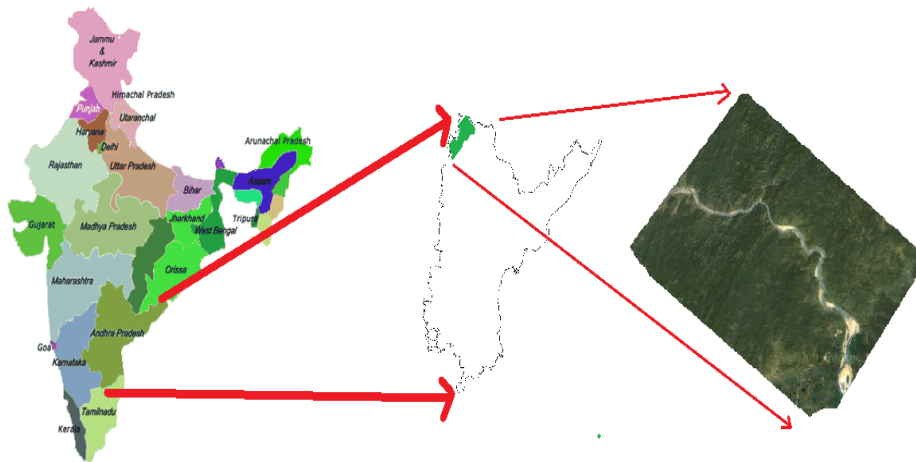 Jammu
&
Kashmir
Himachal Pradesh
Punjab
Utaranchal
Haryana
Delhi
Arunachal Pradesh
Rajasthan
Uttar Pradesh
Assam
Bihar
Gujarat
Madhya Pradesh
Jharkhand
Tripura
West Bengal
Maharashtra
Orissa
Andhra Pradesh
Goa
Karnataka
Tamilnadu
Kerala